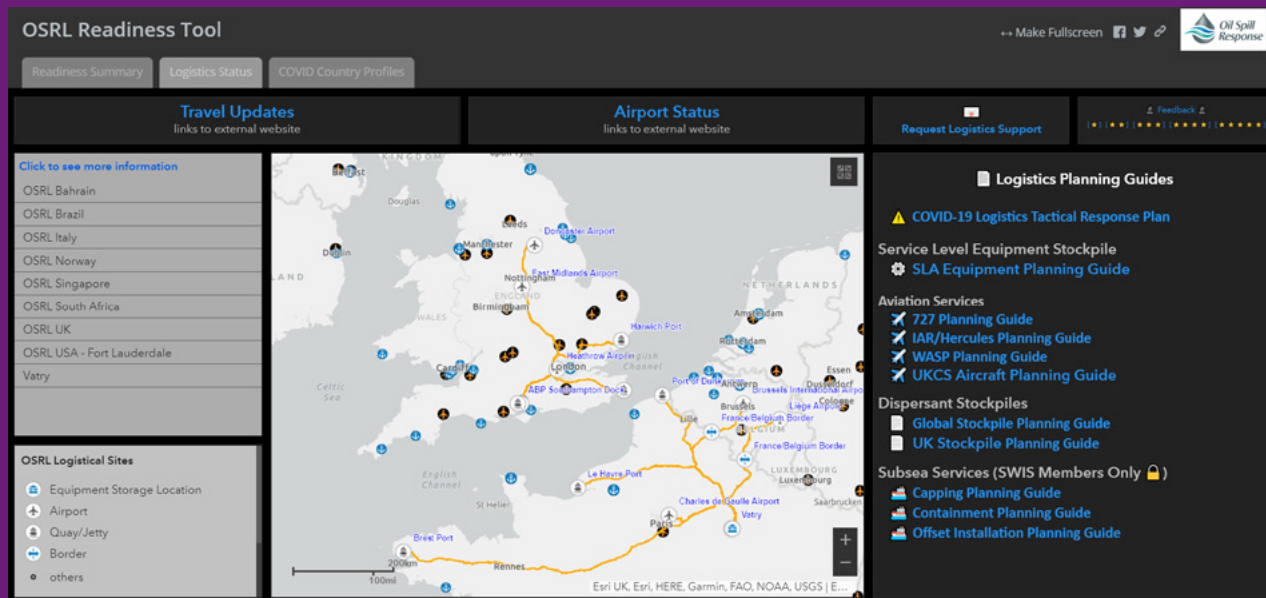 OSRL Readiness Tool
Make Fullscreen
Oil Spill
Response
Readiness Summary
Logistics Status
COVID Country Profiles
Travel Updates
links to external website
Airport Status
links to external website
Request Logistics Support
Feedback
[★] [★★] [★★★] [★★★★] [★★★★★]
Click to see more information
OSRL Bahrain
OSRL Brazil
OSRL Italy
OSRL Norway
OSRL Singapore
OSRL South Africa
OSRL UK
OSRL USA - Fort Lauderdale
Vatry
OSRL Logistical Sites
Equipment Storage Location
Airport
Quay/Jetty
Border
others
KINGDOM
Belfast
Douglas
Leeds
Doncaster Airport
Manchester
Dublin
LAND
Nottingham
East Midlands Airport
ENGLAND
Birmingham
WALES
NETHERLANDS
Amsterdam
Harwich Port
Rotterdam
Heathrow Airport
English
Channel
London
Cardiff
Essen
Celtic
Sea
ABP Southampton Dock
Antwerp
Dusseldorf
Brussels International Airpo
Cologne
Brussels
Liege Airport
Lille
France/Belgium Border
BELGIUM
France/Belgium Border
English
Channel
Le Havre Port
LUXEMBOURG
Luxembourg
St Helier
Saarbrucken
Charles de Gaulle Airport
Paris
Vatry
Brest Port
Rennes
200km
100mi
Esri UK, Esri, HERE, Garmin, FAO, NOAA, USGS | E...
Logistics Planning Guides
COVID-19 Logistics Tactical Response Plan
Service Level Equipment Stockpile
SLA Equipment Planning Guide
Aviation Services
727 Planning Guide
IAR/Hercules Planning Guide
WASP Planning Guide
UKCS Aircraft Planning Guide
Dispersant Stockpiles
Global Stockpile Planning Guide
UK Stockpile Planning Guide
Subsea Services (SWIS Members Only 🔒)
Capping Planning Guide
Containment Planning Guide
Offset Installation Planning Guide